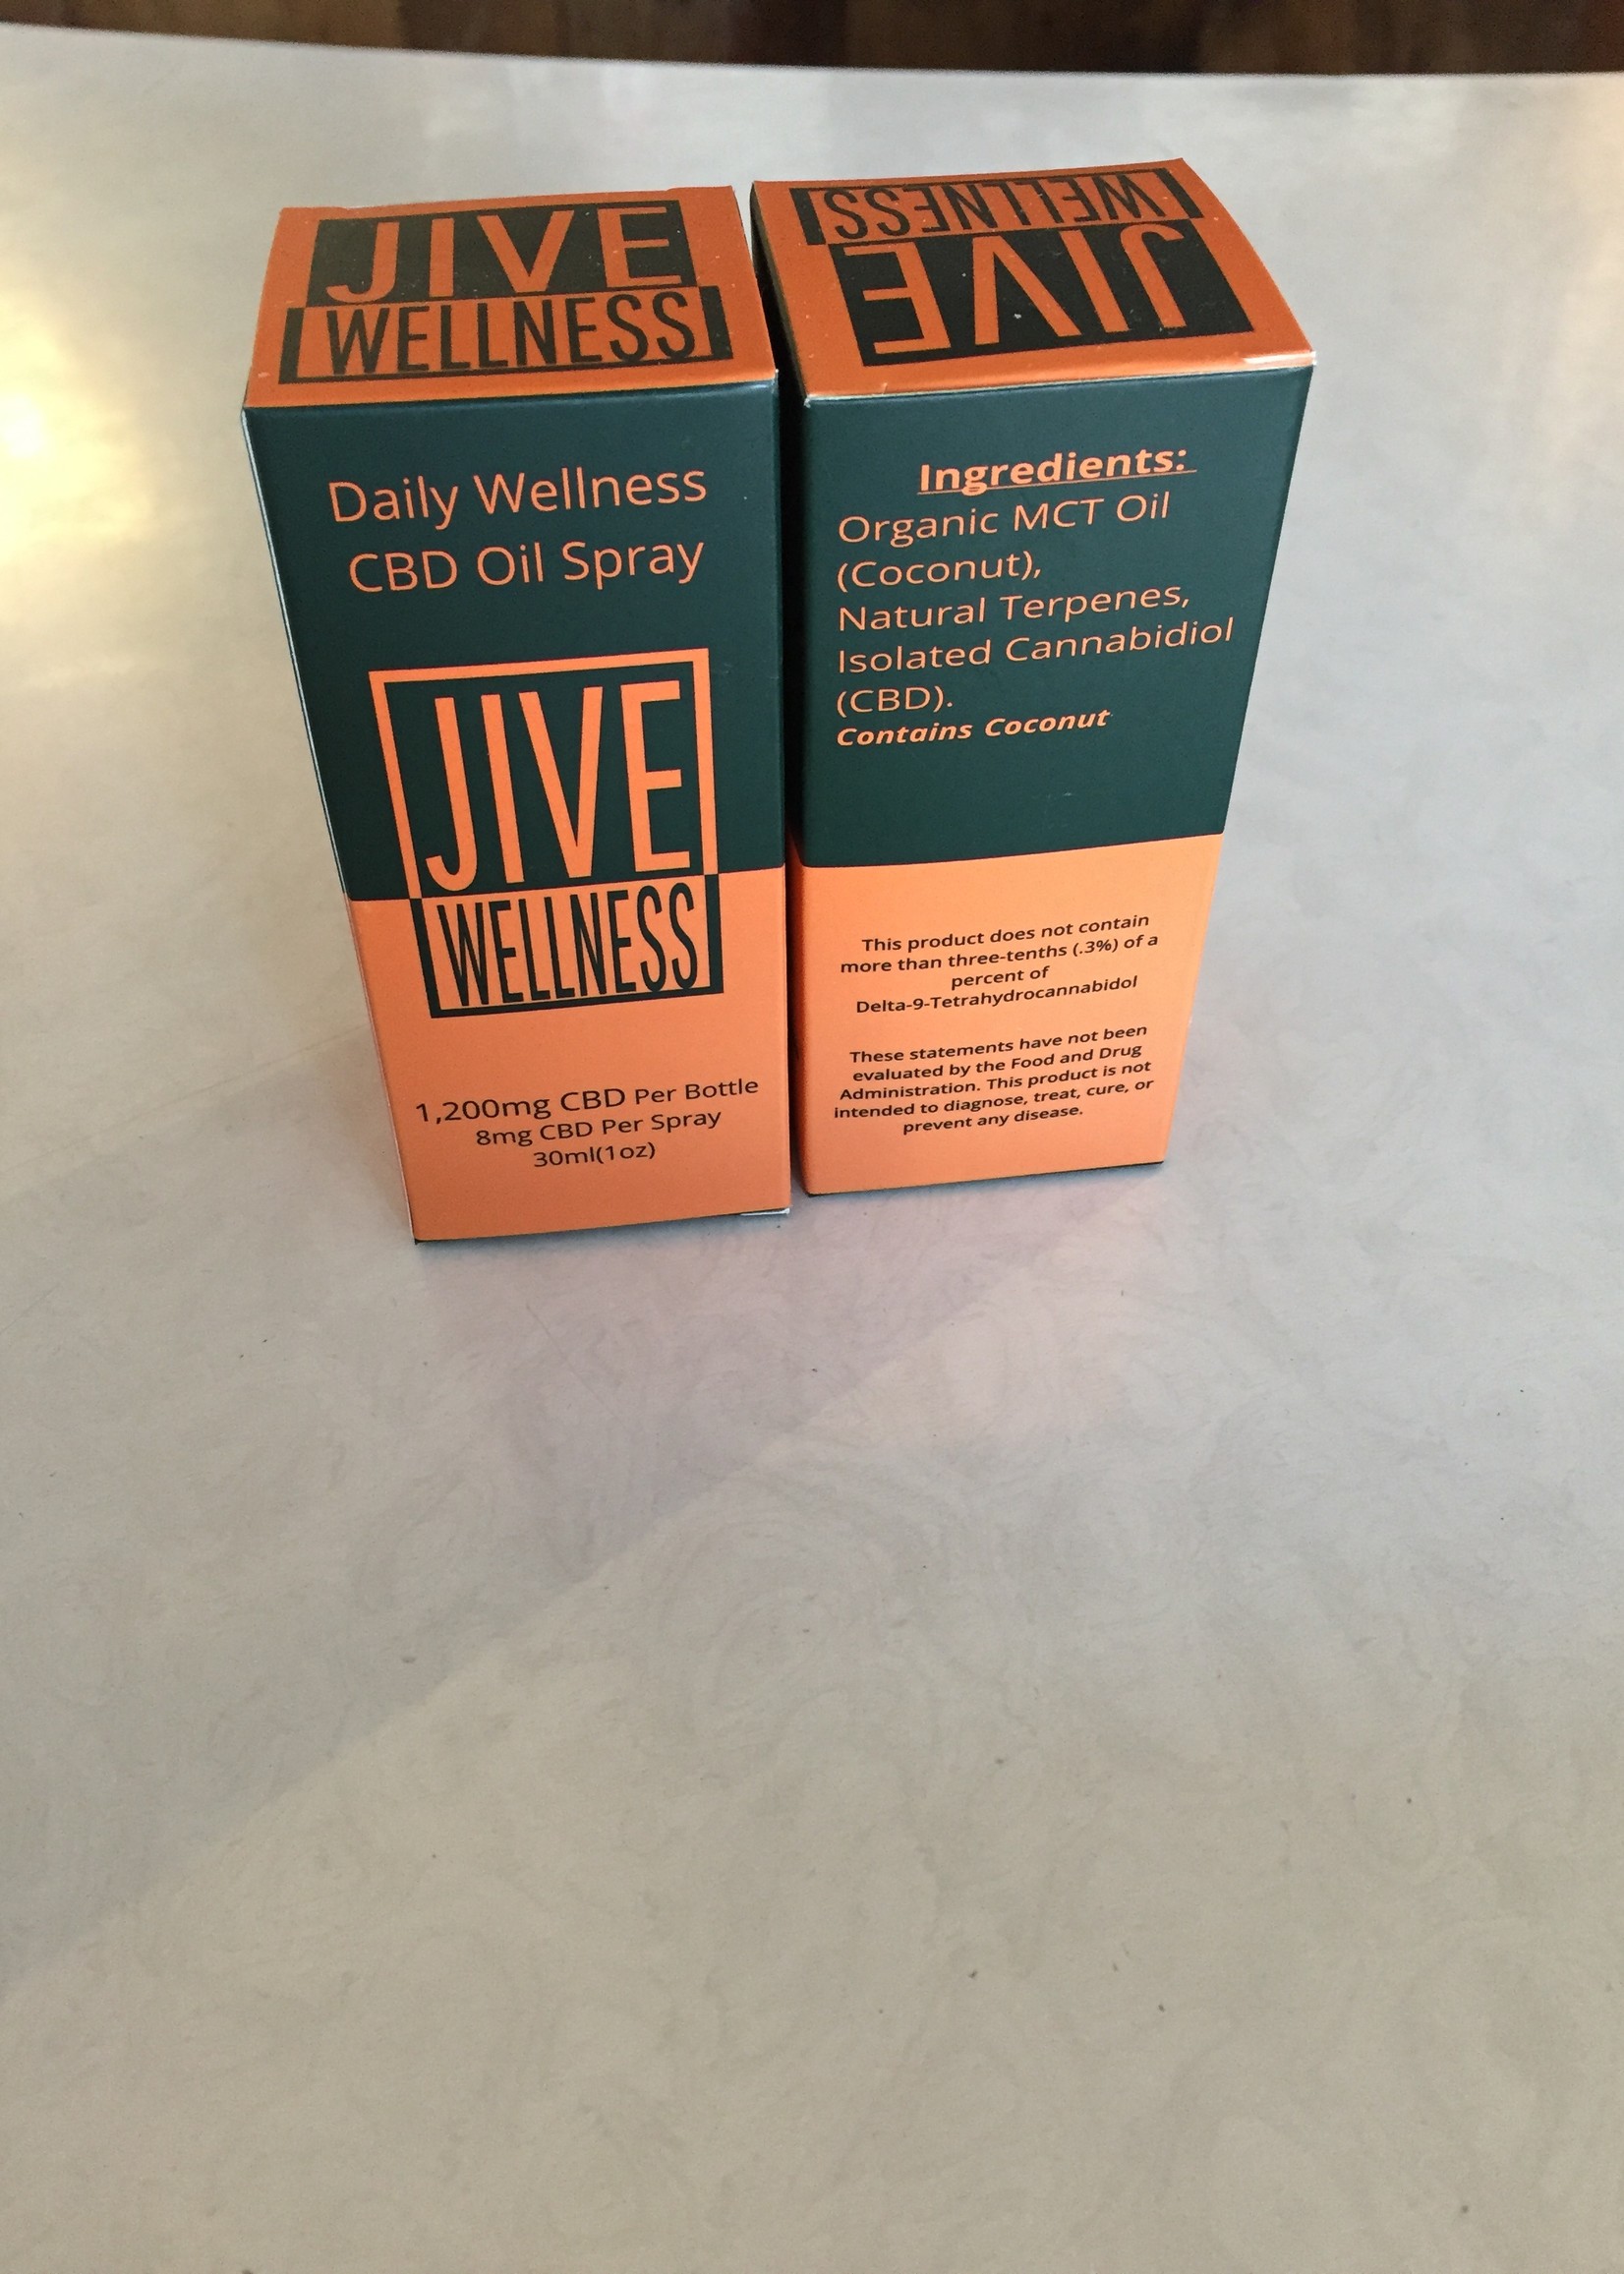 JIVE
WELLNESS
Daily Wellness
CBD Oil Spray
JIVE
WELLNESS
1,200mg CBD Per Bottle
8mg CBD Per Spray
30ml(1oz)
JIVE
WELLNESS
Ingredients:
Organic MCT Oil
(Coconut),
Natural Terpenes,
Isolated Cannabidiol
(CBD).
Contains Coconut
This product does not contain
more than three-tenths (.3%) of a
percent of
Delta-9-Tetrahydrocannabidol
These statements have not been
evaluated by the Food and Drug
Administration. This product is not
intended to diagnose, treat, cure, or
prevent any disease.